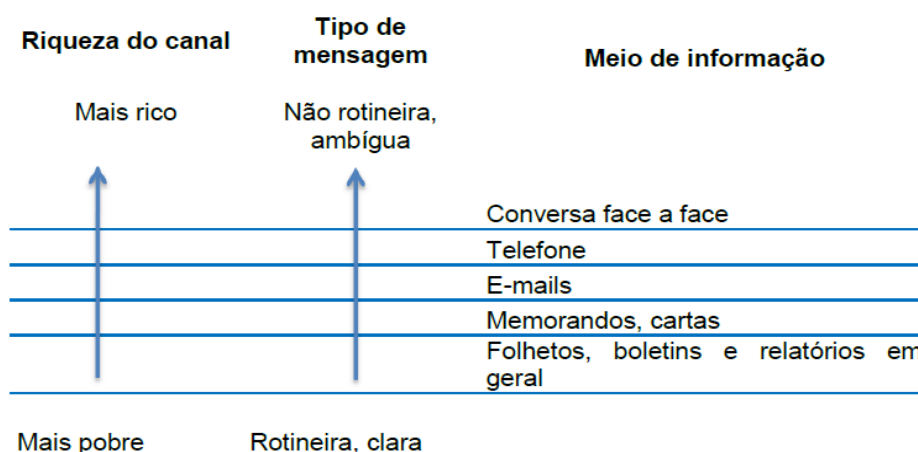 Riqueza do canal
Tipo de
mensagem
Meio de informação
Mais rico
Não rotineira,
ambígua
Conversa face a face
Telefone
E-mails
Memorandos, cartas
Folhetos, boletins e relatórios em
geral
Mais pobre
Rotineira, clara